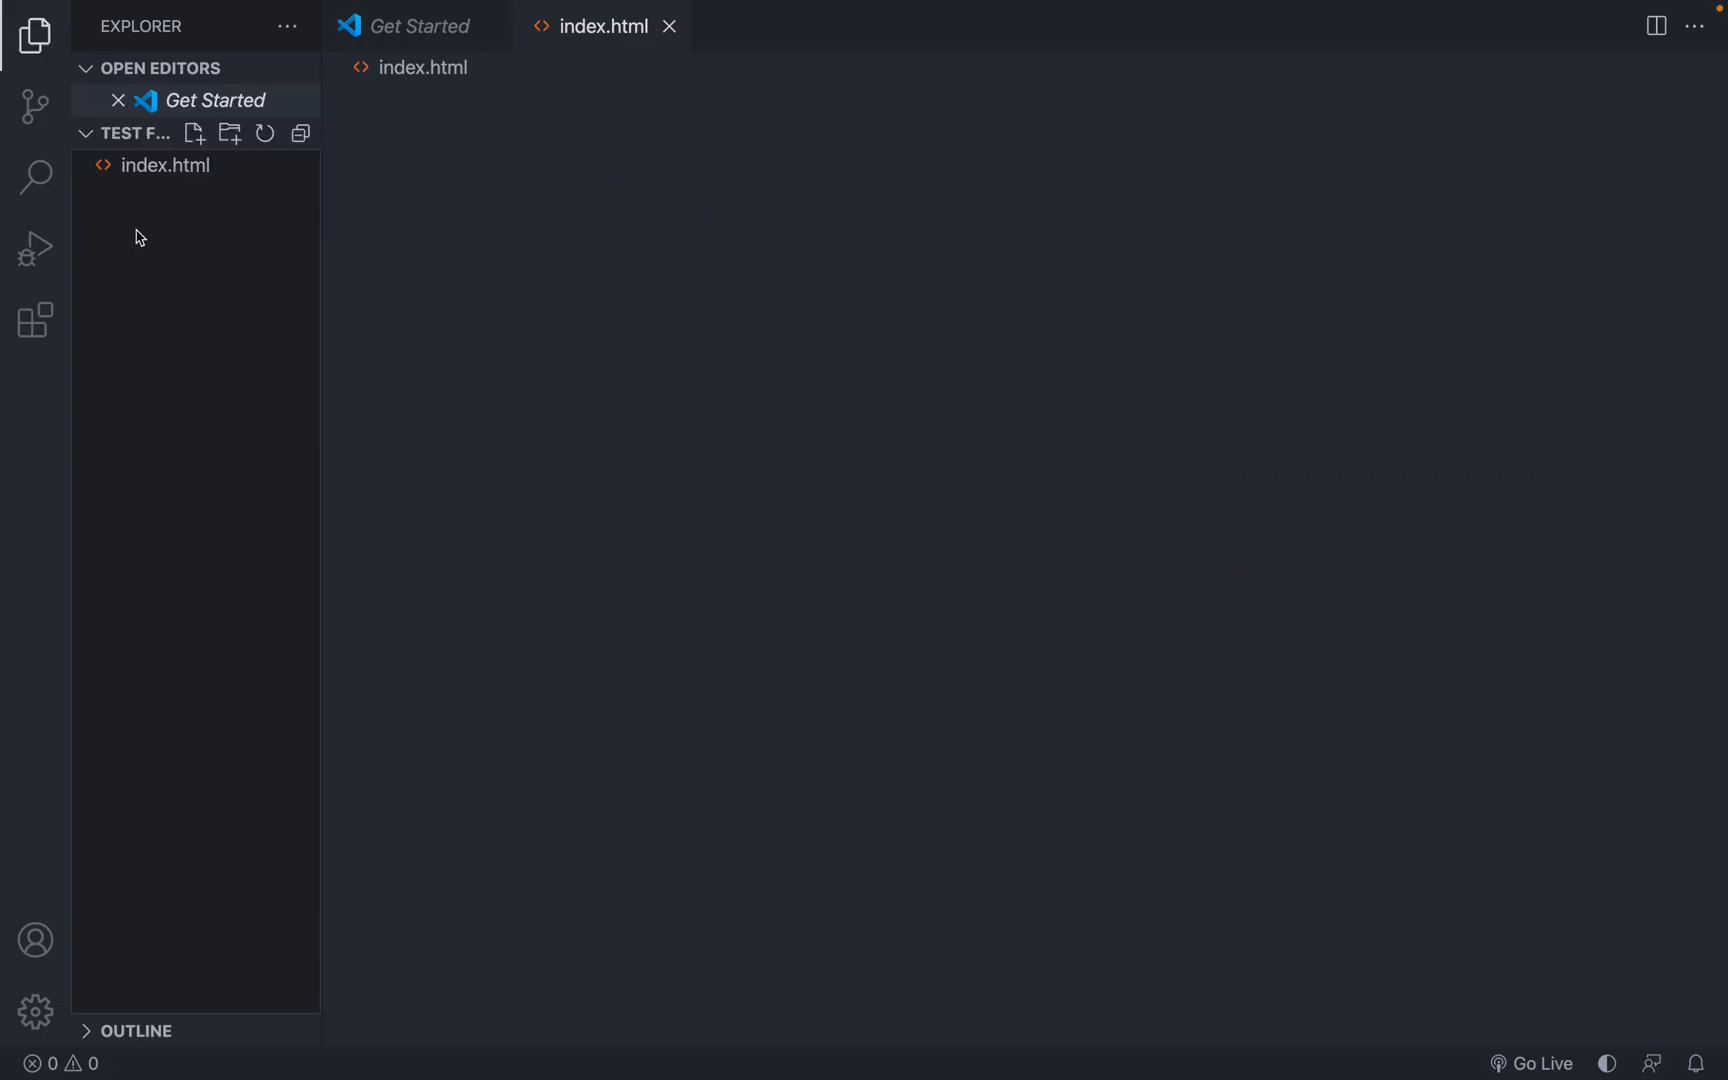 EXPLORER
Get Started
index.html
OPEN EDITORS
index.html
Get Started
TEST F...
index.html
OUTLINE
0 0
Go Live